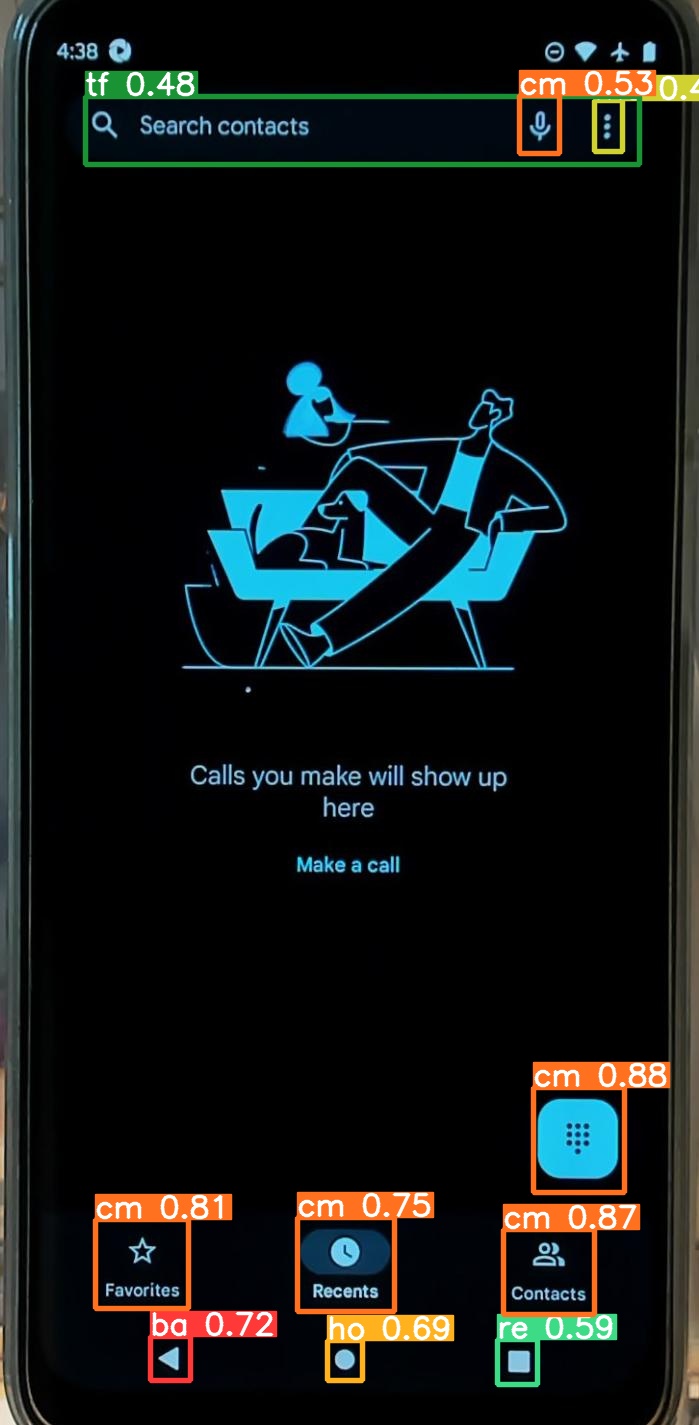 4:38
tf 0.48
cm 0.53
0.4
Search contacts
Calls you make will show up
here
Make a call
cm 0.88
cm 0.81
cm 0.75
cm 0.87
Favorites
Recents
Contacts
ba 0.72
ho 0.69
re 0.59